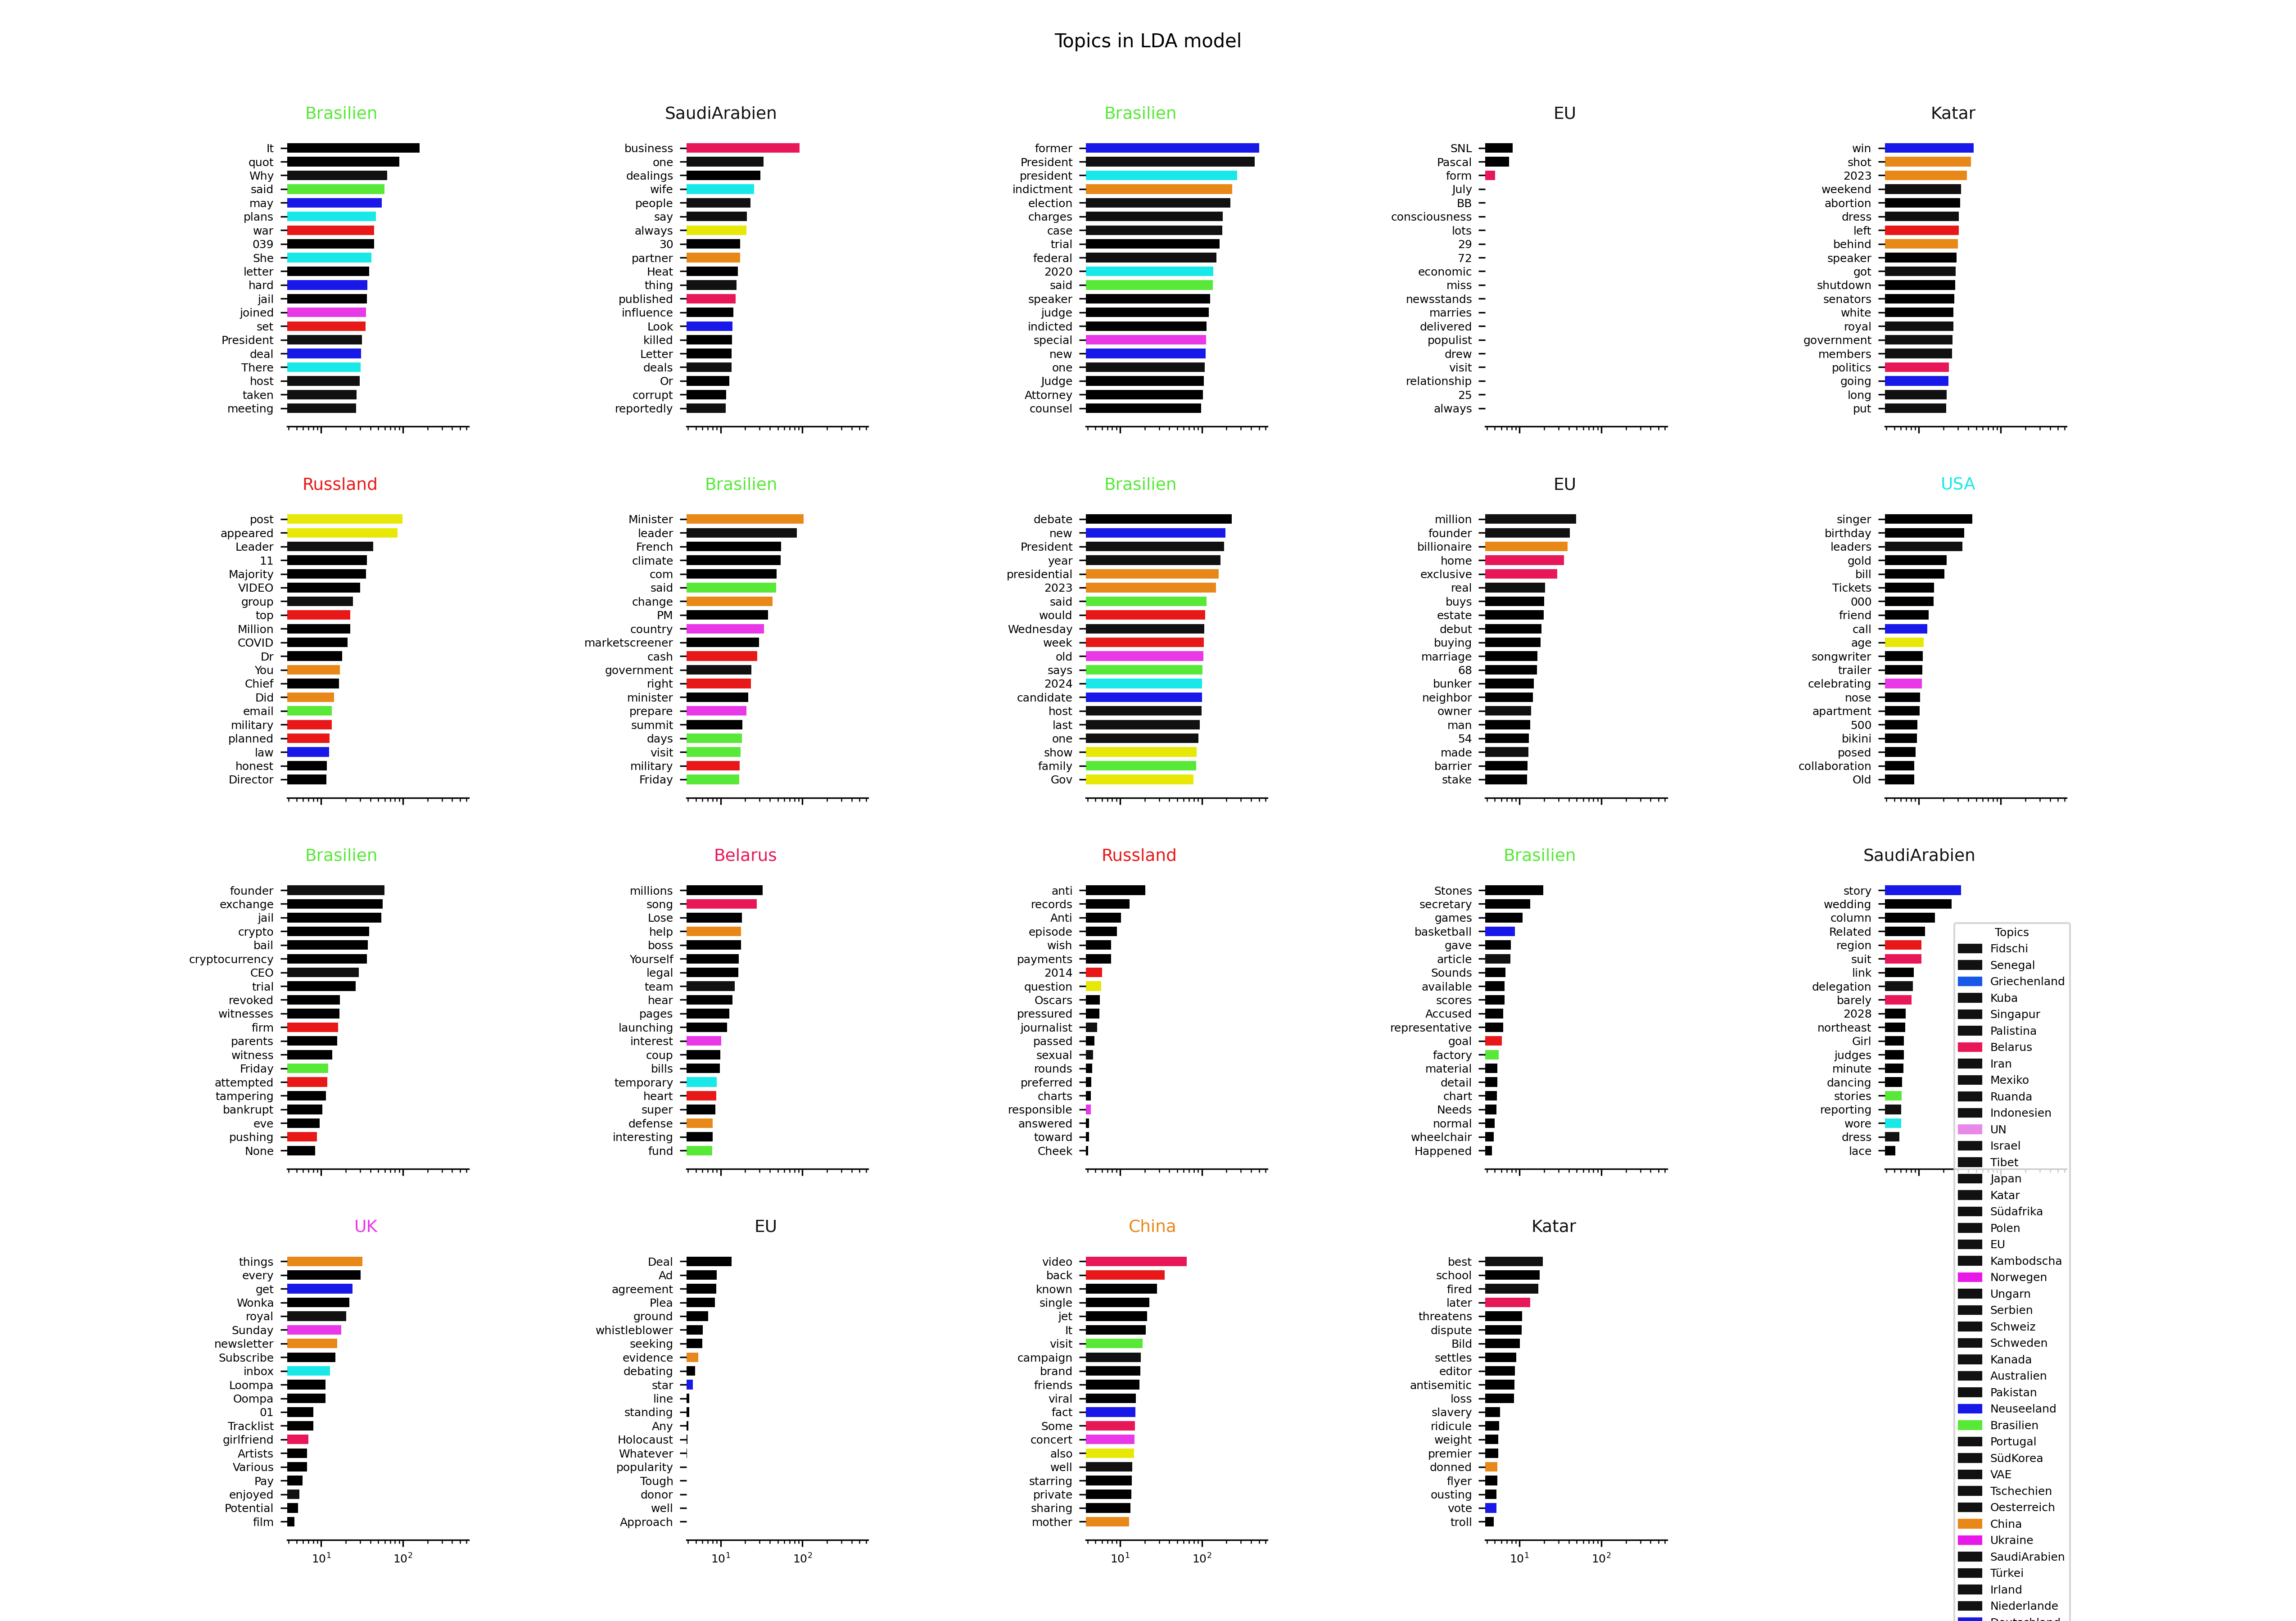 Topics in LDA model
Brasilien
It
quot
Why
said
may
plans
war
039
She
letter
hard
jail
joined
set
President
deal
There
host
taken
meeting
SaudiArabien
business
one
dealings
wife
people
say
always
30
partner
Heat
thing
published
influence
Look
killed
Letter
deals
Or
corrupt
reportedly
Brasilien
former
President
president
indictment
election
charges
case
trial
federal
2020
said
speaker
judge
indicted
special
new
one
Judge
Attorney
counsel
EU
SNL
Pascal
form
July
BB
consciousness
lots
29
72
economic
miss
newsstands
marries
delivered
populist
drew
visit
relationship
25
always
Katar
win
shot
2023
weekend
abortion
dress
left
behind
speaker
got
shutdown
senators
white
royal
government
members
politics
going
long
put
Russland
post
appeared
Leader
11
Majority
VIDEO
group
top
Million
COVID
Dr
You
Chief
Did
email
military
planned
law
honest
Director
Brasilien
Minister
leader
French
climate
com
said
change
PM
country
marketscreener
cash
government
right
minister
prepare
summit
days
visit
military
Friday
Brasilien
debate
new
President
year
presidential
2023
said
would
Wednesday
week
old
says
2024
candidate
host
last
one
show
family
Gov
EU
million
founder
billionaire
home
exclusive
real
buys
estate
debut
buying
marriage
68
bunker
neighbor
owner
man
54
made
barrier
stake
USA
singer
birthday
leaders
gold
bill
Tickets
000
friend
call
age
songwriter
trailer
celebrating
nose
apartment
500
bikini
posed
collaboration
Old
Brasilien
founder
exchange
jail
crypto
bail
cryptocurrency
CEO
trial
revoked
witnesses
firm
parents
witness
Friday
attempted
tampering
bankrupt
eve
pushing
None
Belarus
millions
song
Lose
help
boss
Yourself
legal
team
hear
pages
launching
interest
coup
bills
temporary
heart
super
defense
interesting
fund
Russland
anti
records
Anti
episode
wish
payments
2014
question
Oscars
pressured
journalist
passed
sexual
rounds
preferred
charts
responsible
answered
toward
Cheek
Brasilien
Stones
secretary
games
basketball
gave
article
Sounds
available
scores
Accused
representative
goal
factory
material
detail
chart
Needs
normal
wheelchair
Happened
SaudiArabien
story
wedding
column
Related
region
suit
link
delegation
barely
2028
northeast
Girl
judges
minute
dancing
stories
reporting
wore
dress
lace
UK
things
every
get
Wonka
royal
Sunday
newsletter
Subscribe
inbox
Loompa
Oompa
01
Tracklist
girlfriend
Artists
Various
Pay
enjoyed
Potential
film
10¹ 10²
EU
Deal
Ad
agreement
Plea
ground
whistleblower
seeking
evidence
debating
star
line
standing
Any
Holocaust
Whatever
popularity
Tough
donor
well
Approach
10¹ 10²
China
video
back
known
single
jet
It
visit
campaign
brand
friends
viral
fact
Some
concert
also
well
starring
private
sharing
mother
10¹ 10²
Katar
best
school
fired
later
threatens
dispute
Bild
settles
editor
antisemitic
loss
slavery
ridicule
weight
premier
donned
flyer
ousting
vote
troll
10¹ 10²
Topics
Fidschi
Senegal
Griechenland
Kuba
Singapur
Palistina
Belarus
Iran
Mexiko
Ruanda
Indonesien
UN
Israel
Tibet
Japan
Katar
Südafrika
Polen
EU
Kambodscha
Norwegen
Ungarn
Serbien
Schweiz
Schweden
Kanada
Australien
Pakistan
Neuseeland
Brasilien
Portugal
SüdKorea
VAE
Tschechien
Oesterreich
China
Ukraine
SaudiArabien
Türkei
Irland
Niederlande